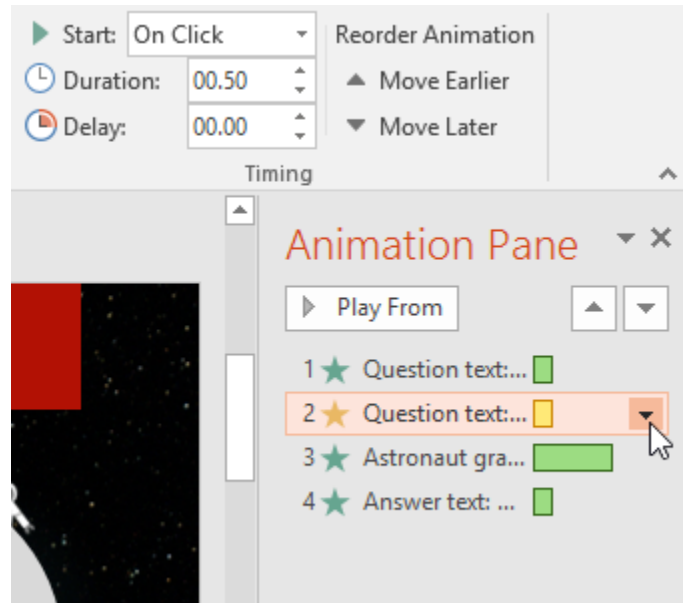 Start: On Click Reorder Animation
Duration: 00.50 Move Earlier
Delay: 00.00 Move Later
Timing
Animation Pane
Play From
1 Question text:...
2 Question text:...
3 Astronaut gra...
4 Answer text: ...